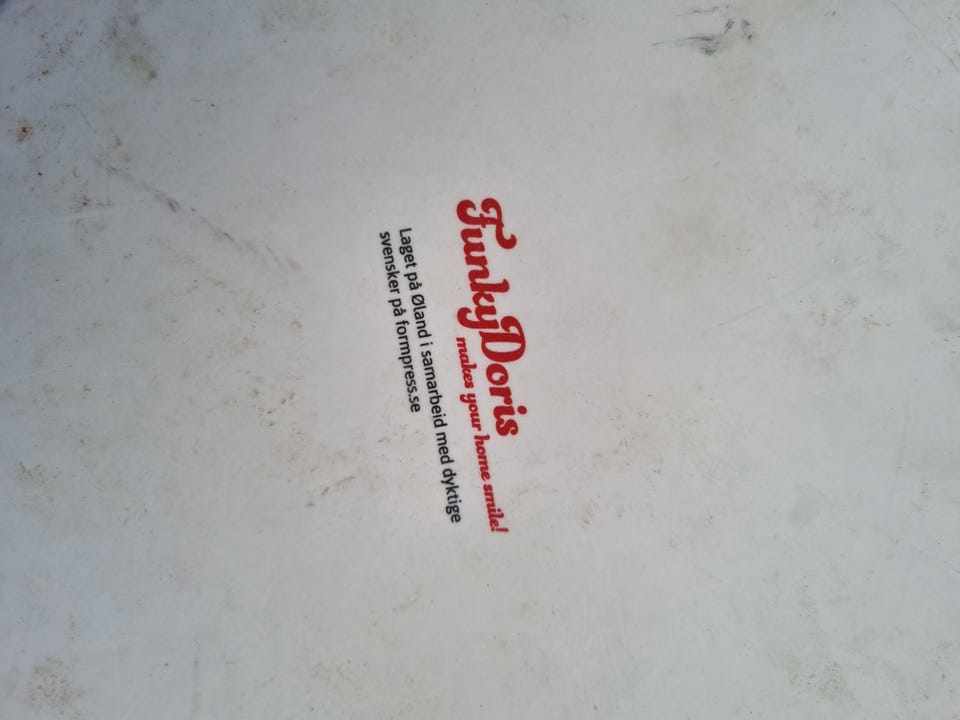 FunkyDoris
makes your home smile!
Laget på Øland i samarbeid med dyktige
svensker på formpress.se